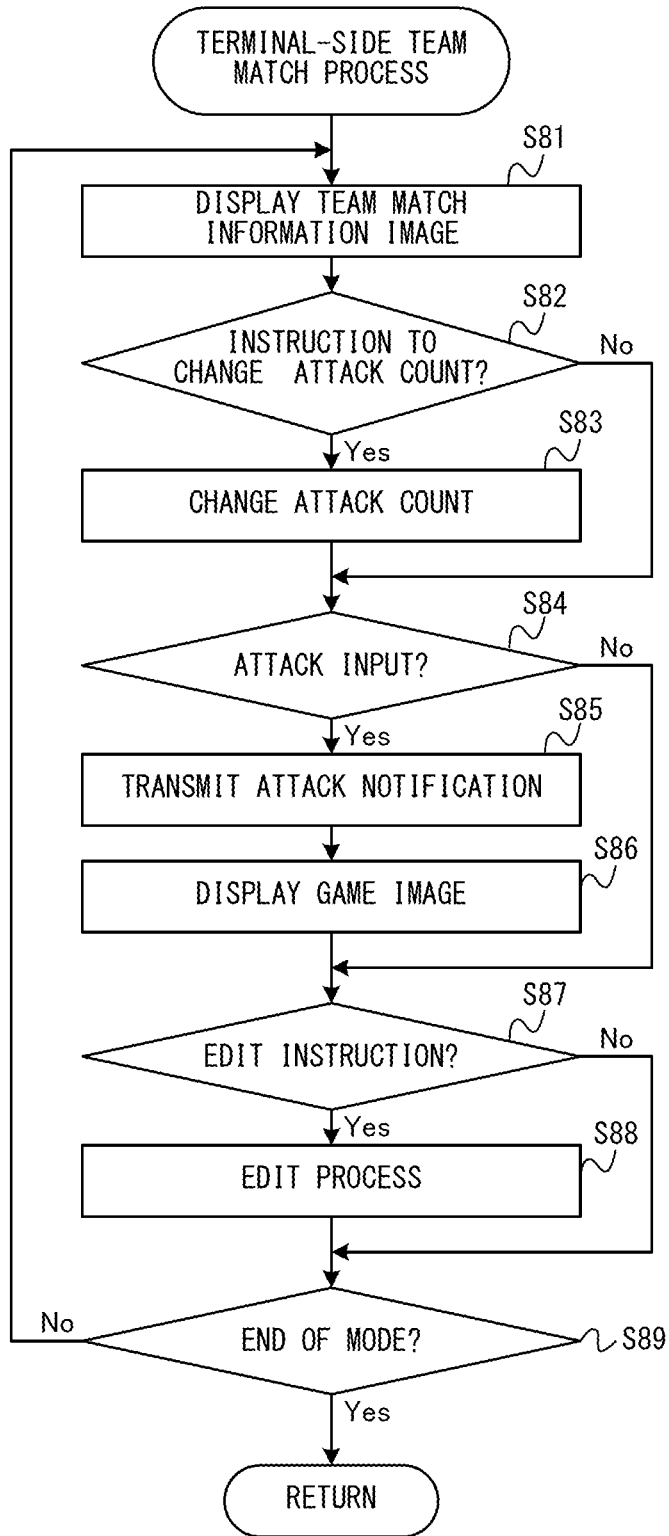 TERMINAL-SIDE TEAM
MATCH PROCESS
S81
DISPLAY TEAM MATCH
INFORMATION IMAGE
S82
INSTRUCTION TO
CHANGE ATTACK COUNT?
No
Yes
S83
CHANGE ATTACK COUNT
S84
ATTACK INPUT?
No
Yes
S85
TRANSMIT ATTACK NOTIFICATION
S86
DISPLAY GAME IMAGE
S87
EDIT INSTRUCTION?
No
Yes
S88
EDIT PROCESS
No
END OF MODE?
S89
Yes
RETURN